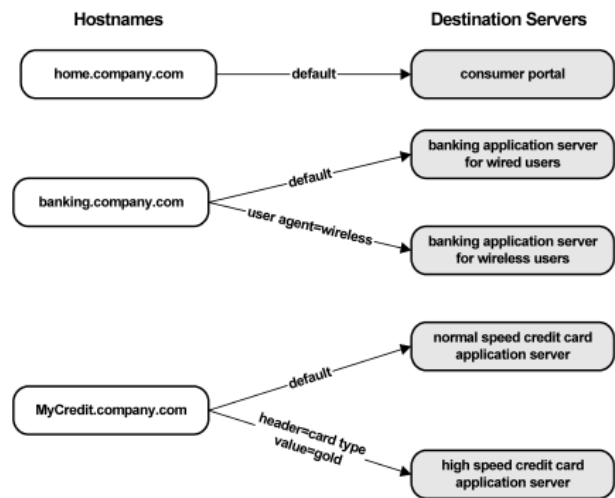 Hostnames
Destination Servers
home.company.com
default
consumer portal
banking.company.com
default
banking application server
for wired users
user agent=wireless
banking application server
for wireless users
MyCredit.company.com
default
normal speed credit card
application server
header=card type
value=gold
high speed credit card
application server